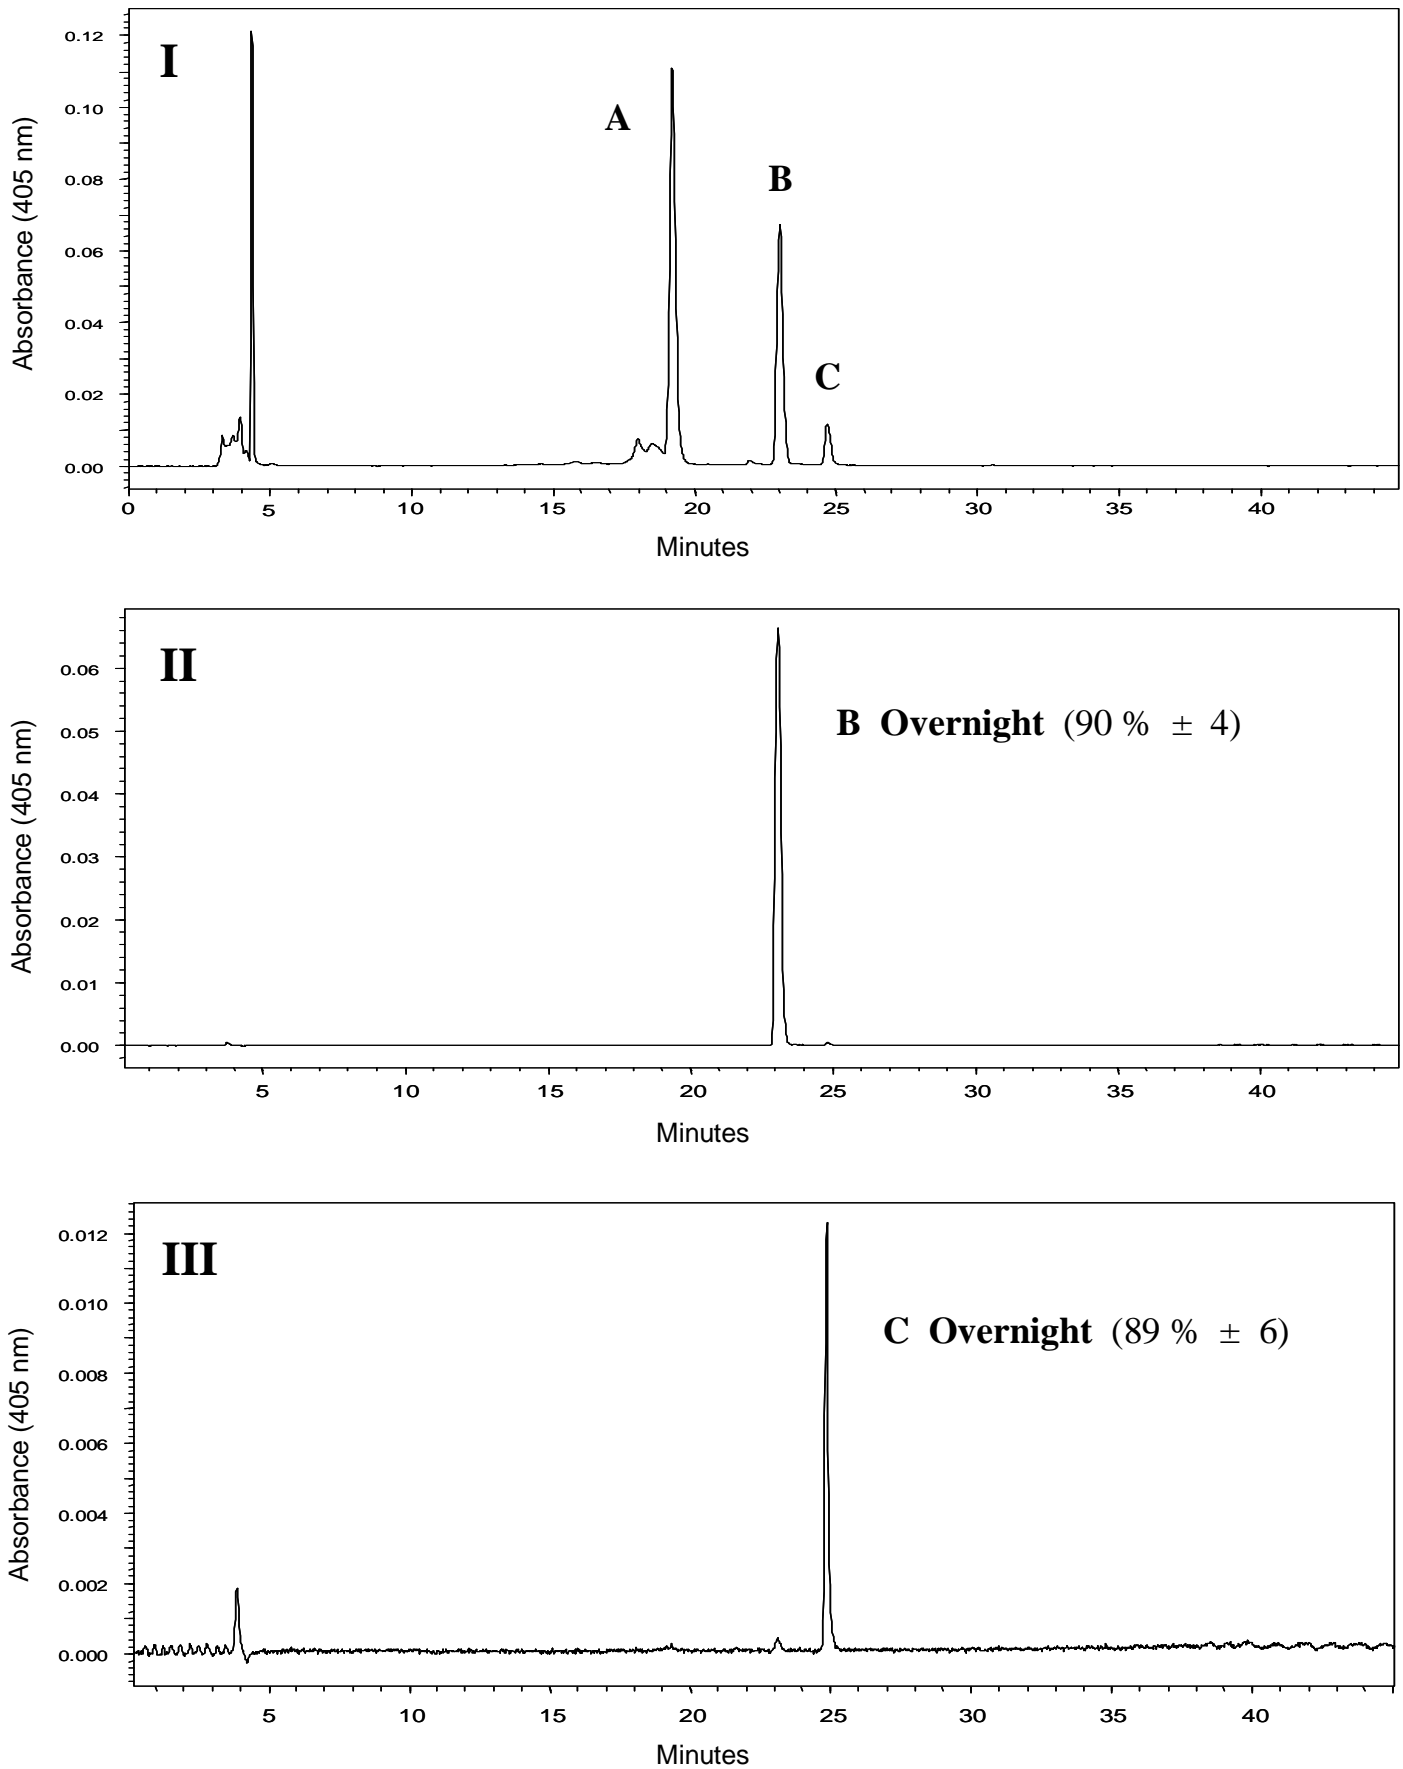 I
A
B
C
0.12
0.10
0.08
0.06
0.04
0.02
0.00
Absorbance (405 nm)
0 5 10 15 20 25 30 35 40
Minutes
II
B Overnight (90 % ± 4)
0.06
0.05
0.04
0.03
0.02
0.01
0.00
Absorbance (405 nm)
5 10 15 20 25 30 35 40
Minutes
III
C Overnight (89 % ± 6)
0.012
0.010
0.008
0.006
0.004
0.002
0.000
Absorbance (405 nm)
5 10 15 20 25 30 35 40
Minutes